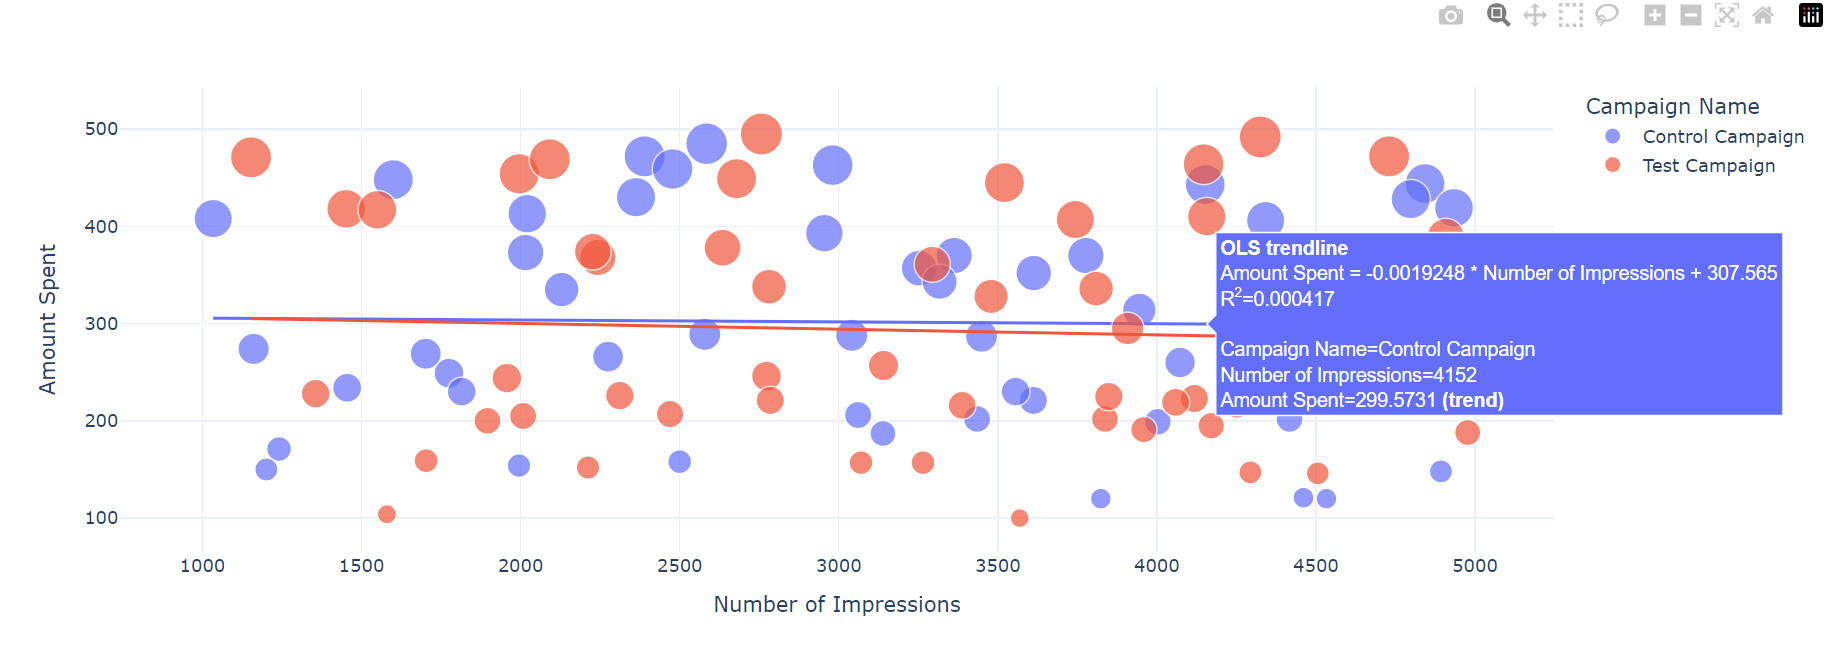 Campaign Name
Control Campaign
Test Campaign
500
400
300
200
100
Amount Spent
OLS trendline
Amount Spent = -0.0019248 * Number of Impressions + 307.565
R²=0.000417
Campaign Name=Control Campaign
Number of Impressions=4152
Amount Spent=299.5731 (trend)
1000 1500 2000 2500 3000 3500 4000 4500 5000
Number of Impressions